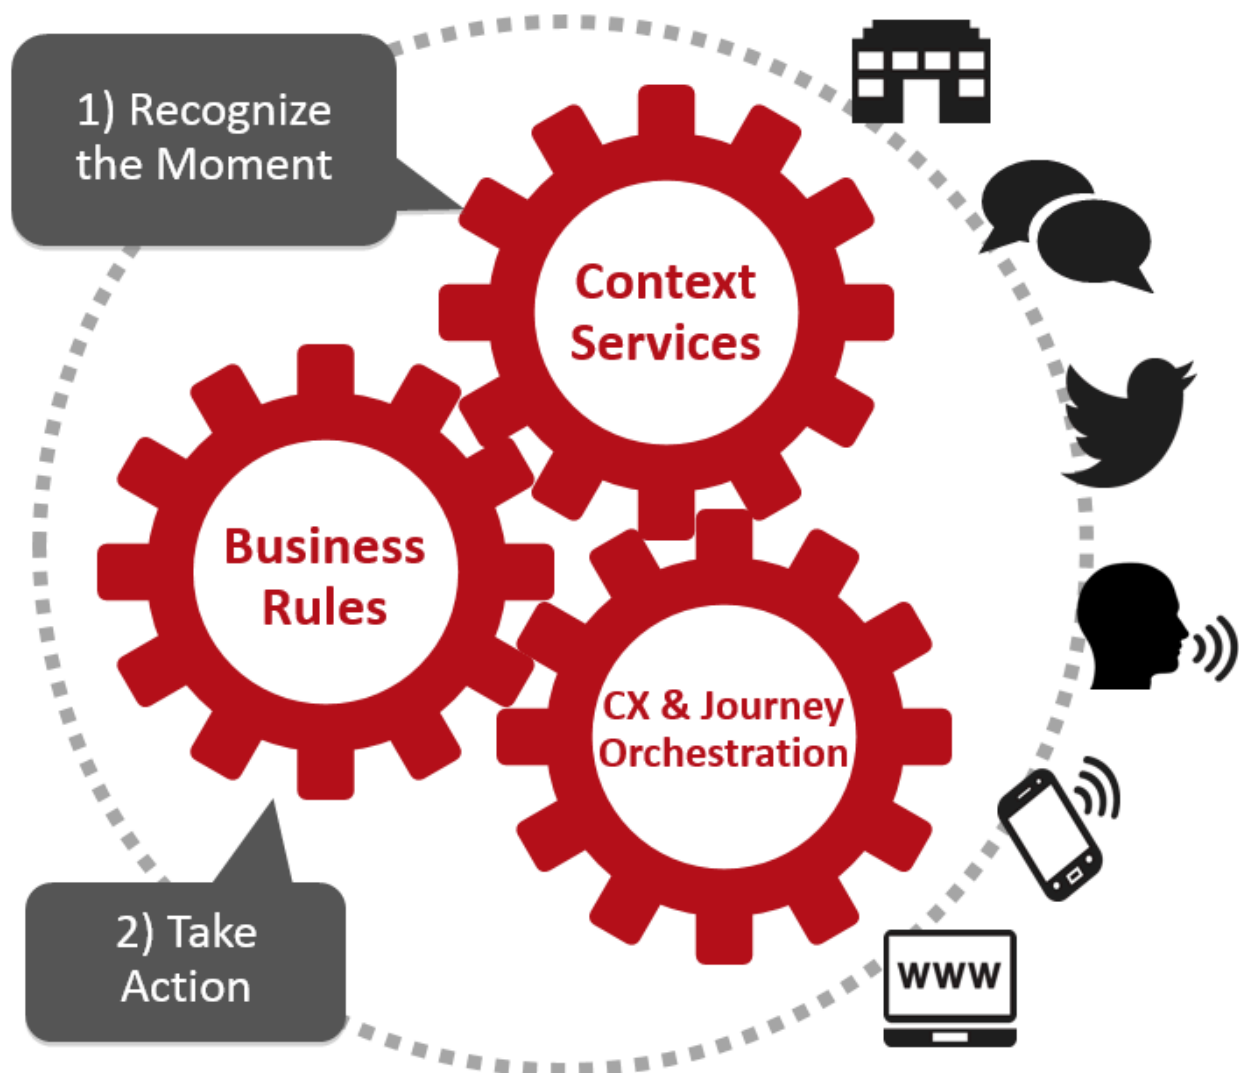 1) Recognize
the Moment
Context
Services
Business
Rules
CX & Journey
Orchestration
2) Take
Action
WWW